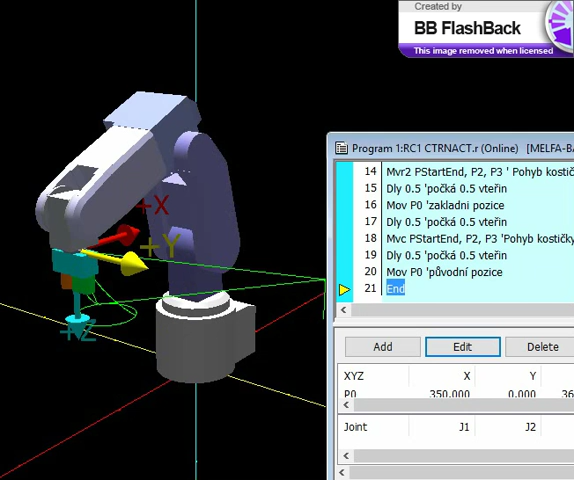 Created by
BB FlashBack
This image removed when licensed
Program 1:RC1 CTRNACT.r (Online) [MELFA-BA
14 Mvr2 PStartEnd, P2, P3 ' Pohyb kostič
15 Dly 0.5 'počká 0.5 vteřin
16 Mov P0 'zakladni pozice
17 Dly 0.5 'počká 0.5 vteřin
18 Mvc PStartEnd, P2, P3 'Pohyb kostičky
19 Dly 0.5 'počká 0.5 vteřin
20 Mov P0 'původní pozice
21 End
+X
+Y
+Z
Add Edit Delete
XYZ X Y
P0 350.000 0.000 36
Joint J1 J2